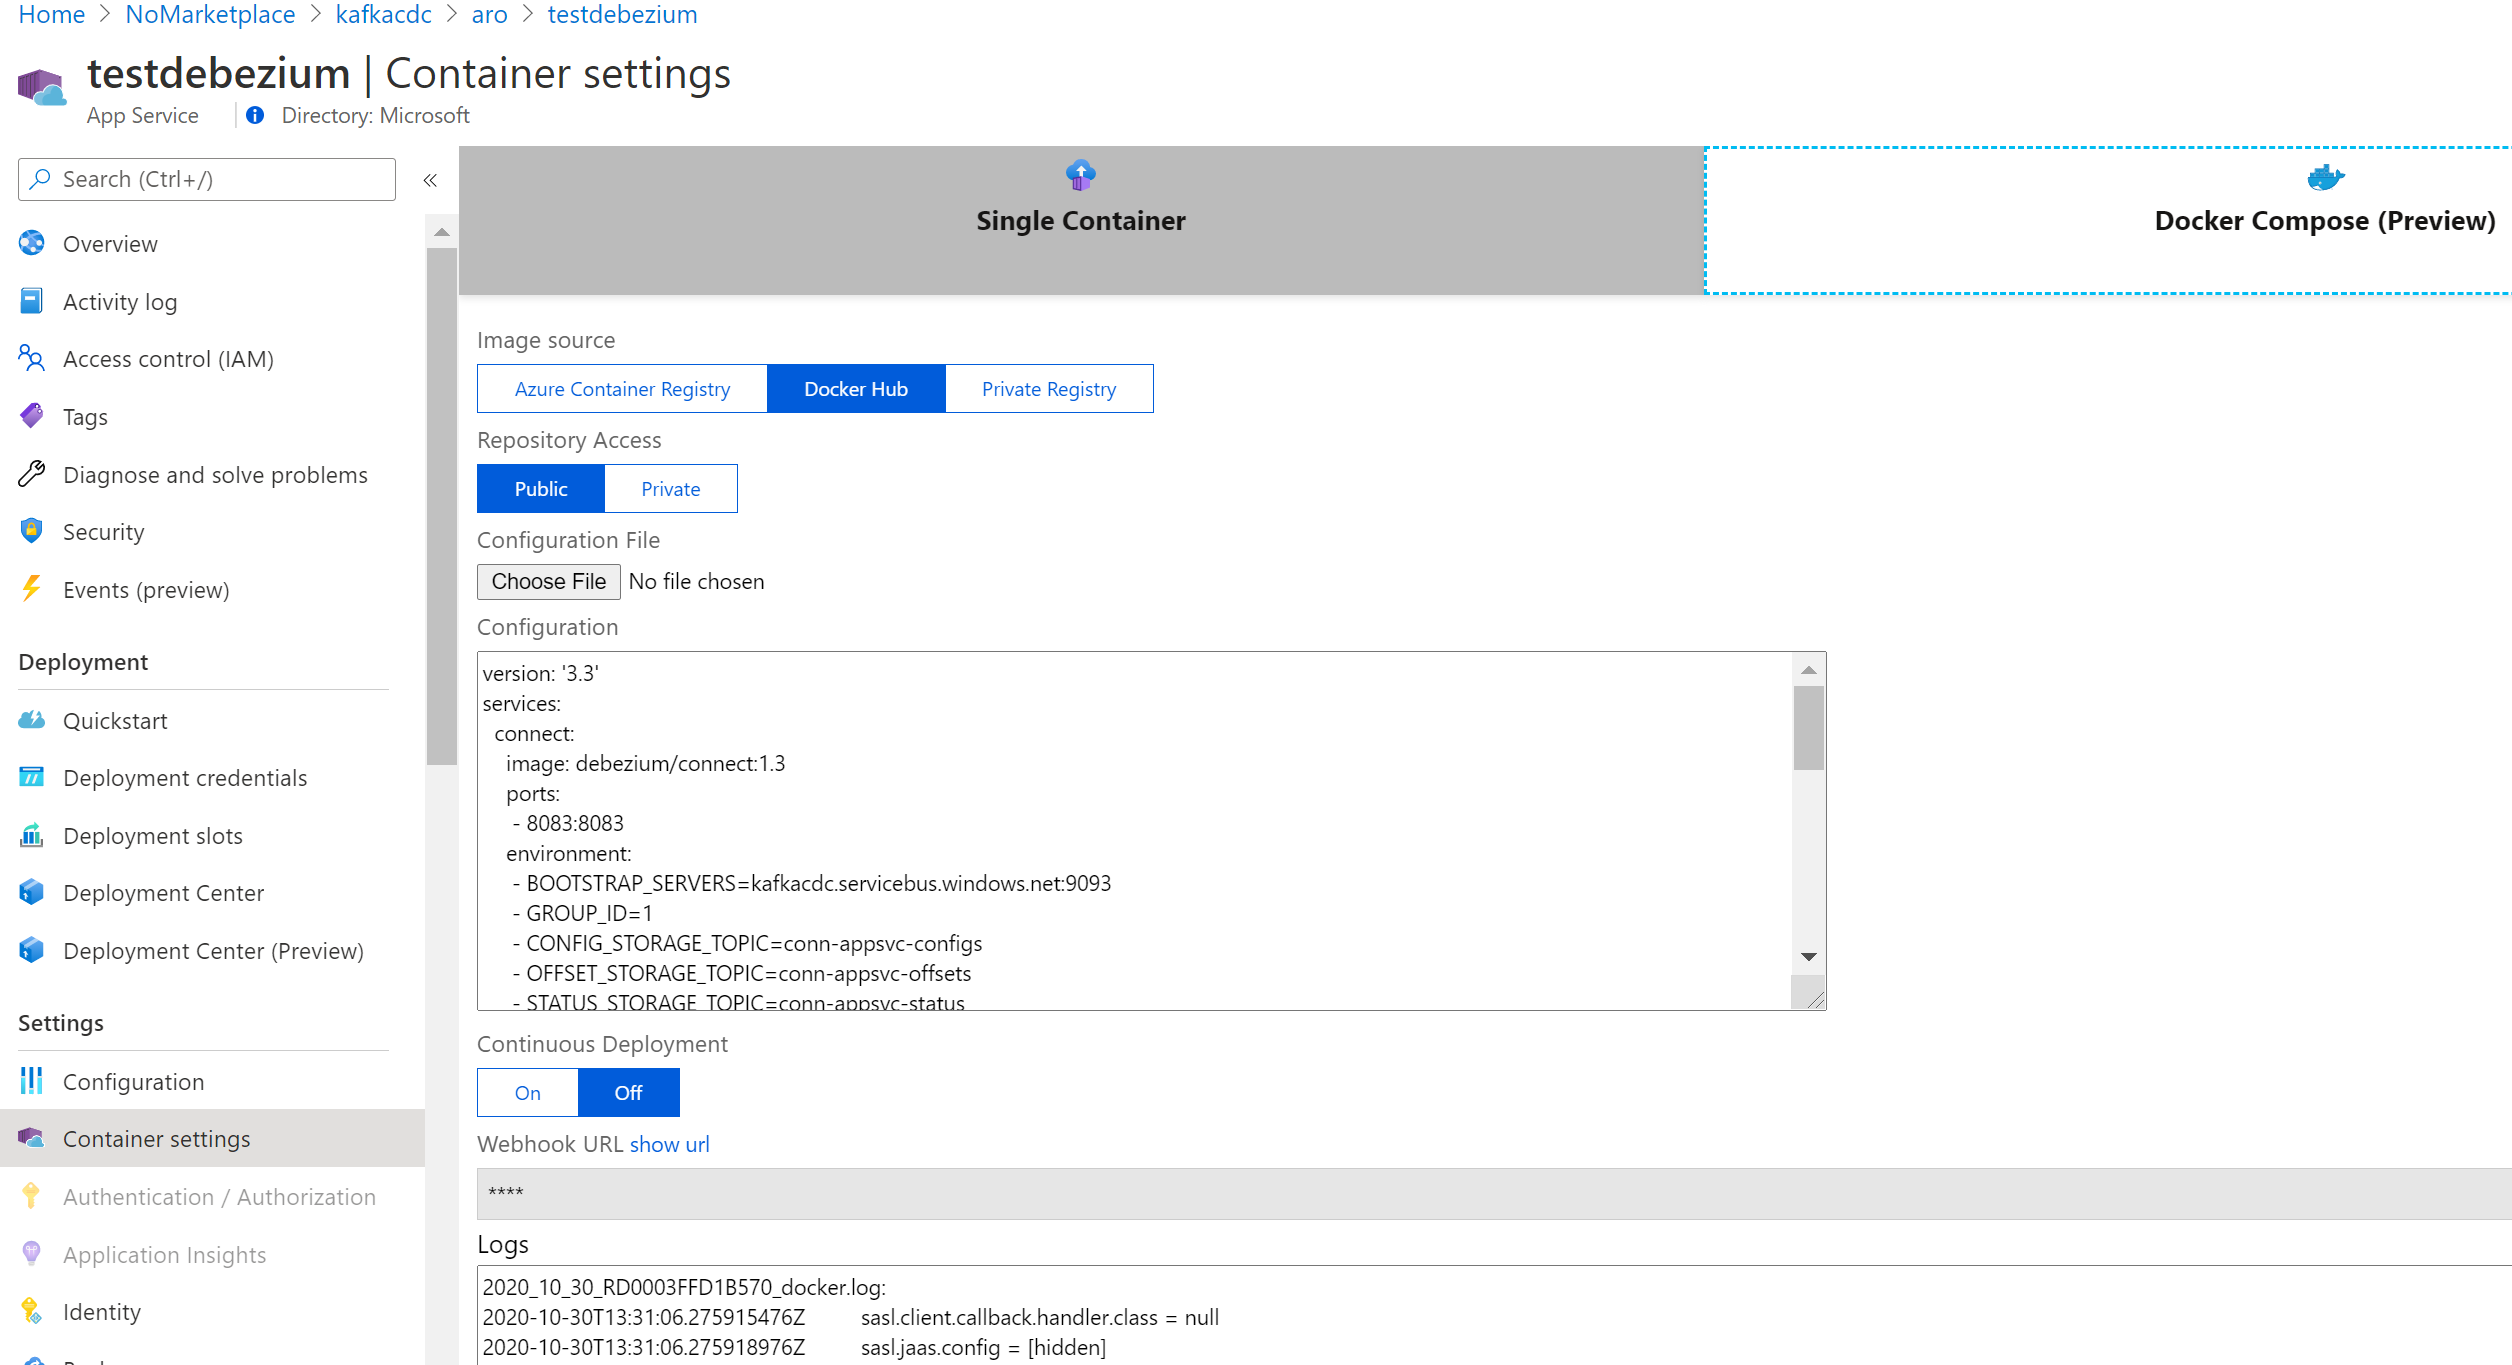 Home > NoMarketplace > kafkacdc > aro > testdebezium
testdebezium | Container settings
App Service
Directory: Microsoft
Search (Ctrl+/)
«
Overview
Activity log
Access control (IAM)
Tags
Diagnose and solve problems
Security
Events (preview)
Deployment
Quickstart
Deployment credentials
Deployment slots
Deployment Center
Deployment Center (Preview)
Settings
Configuration
Container settings
Authentication / Authorization
Application Insights
Identity
Single Container
Docker Compose (Preview)
Image source
Azure Container Registry
Docker Hub
Private Registry
Repository Access
Public
Private
Configuration File
Choose File No file chosen
Configuration
version: '3.3'
services:
connect:
image: debezium/connect:1.3
ports:
- 8083:8083
environment:
- BOOTSTRAP_SERVERS=kafkacdc.servicebus.windows.net:9093
- GROUP_ID=1
- CONFIG_STORAGE_TOPIC=conn-appsvc-configs
- OFFSET_STORAGE_TOPIC=conn-appsvc-offsets
- STATUS_STORAGE_TOPIC=conn-appsvc-status
Continuous Deployment
On
Off
Webhook URL show url
****
Logs
2020_10_30_RD0003FFD1B570_docker.log:
2020-10-30T13:31:06.275915476Z sasl.client.callback.handler.class = null
2020-10-30T13:31:06.275918976Z sasl.jaas.config = [hidden]